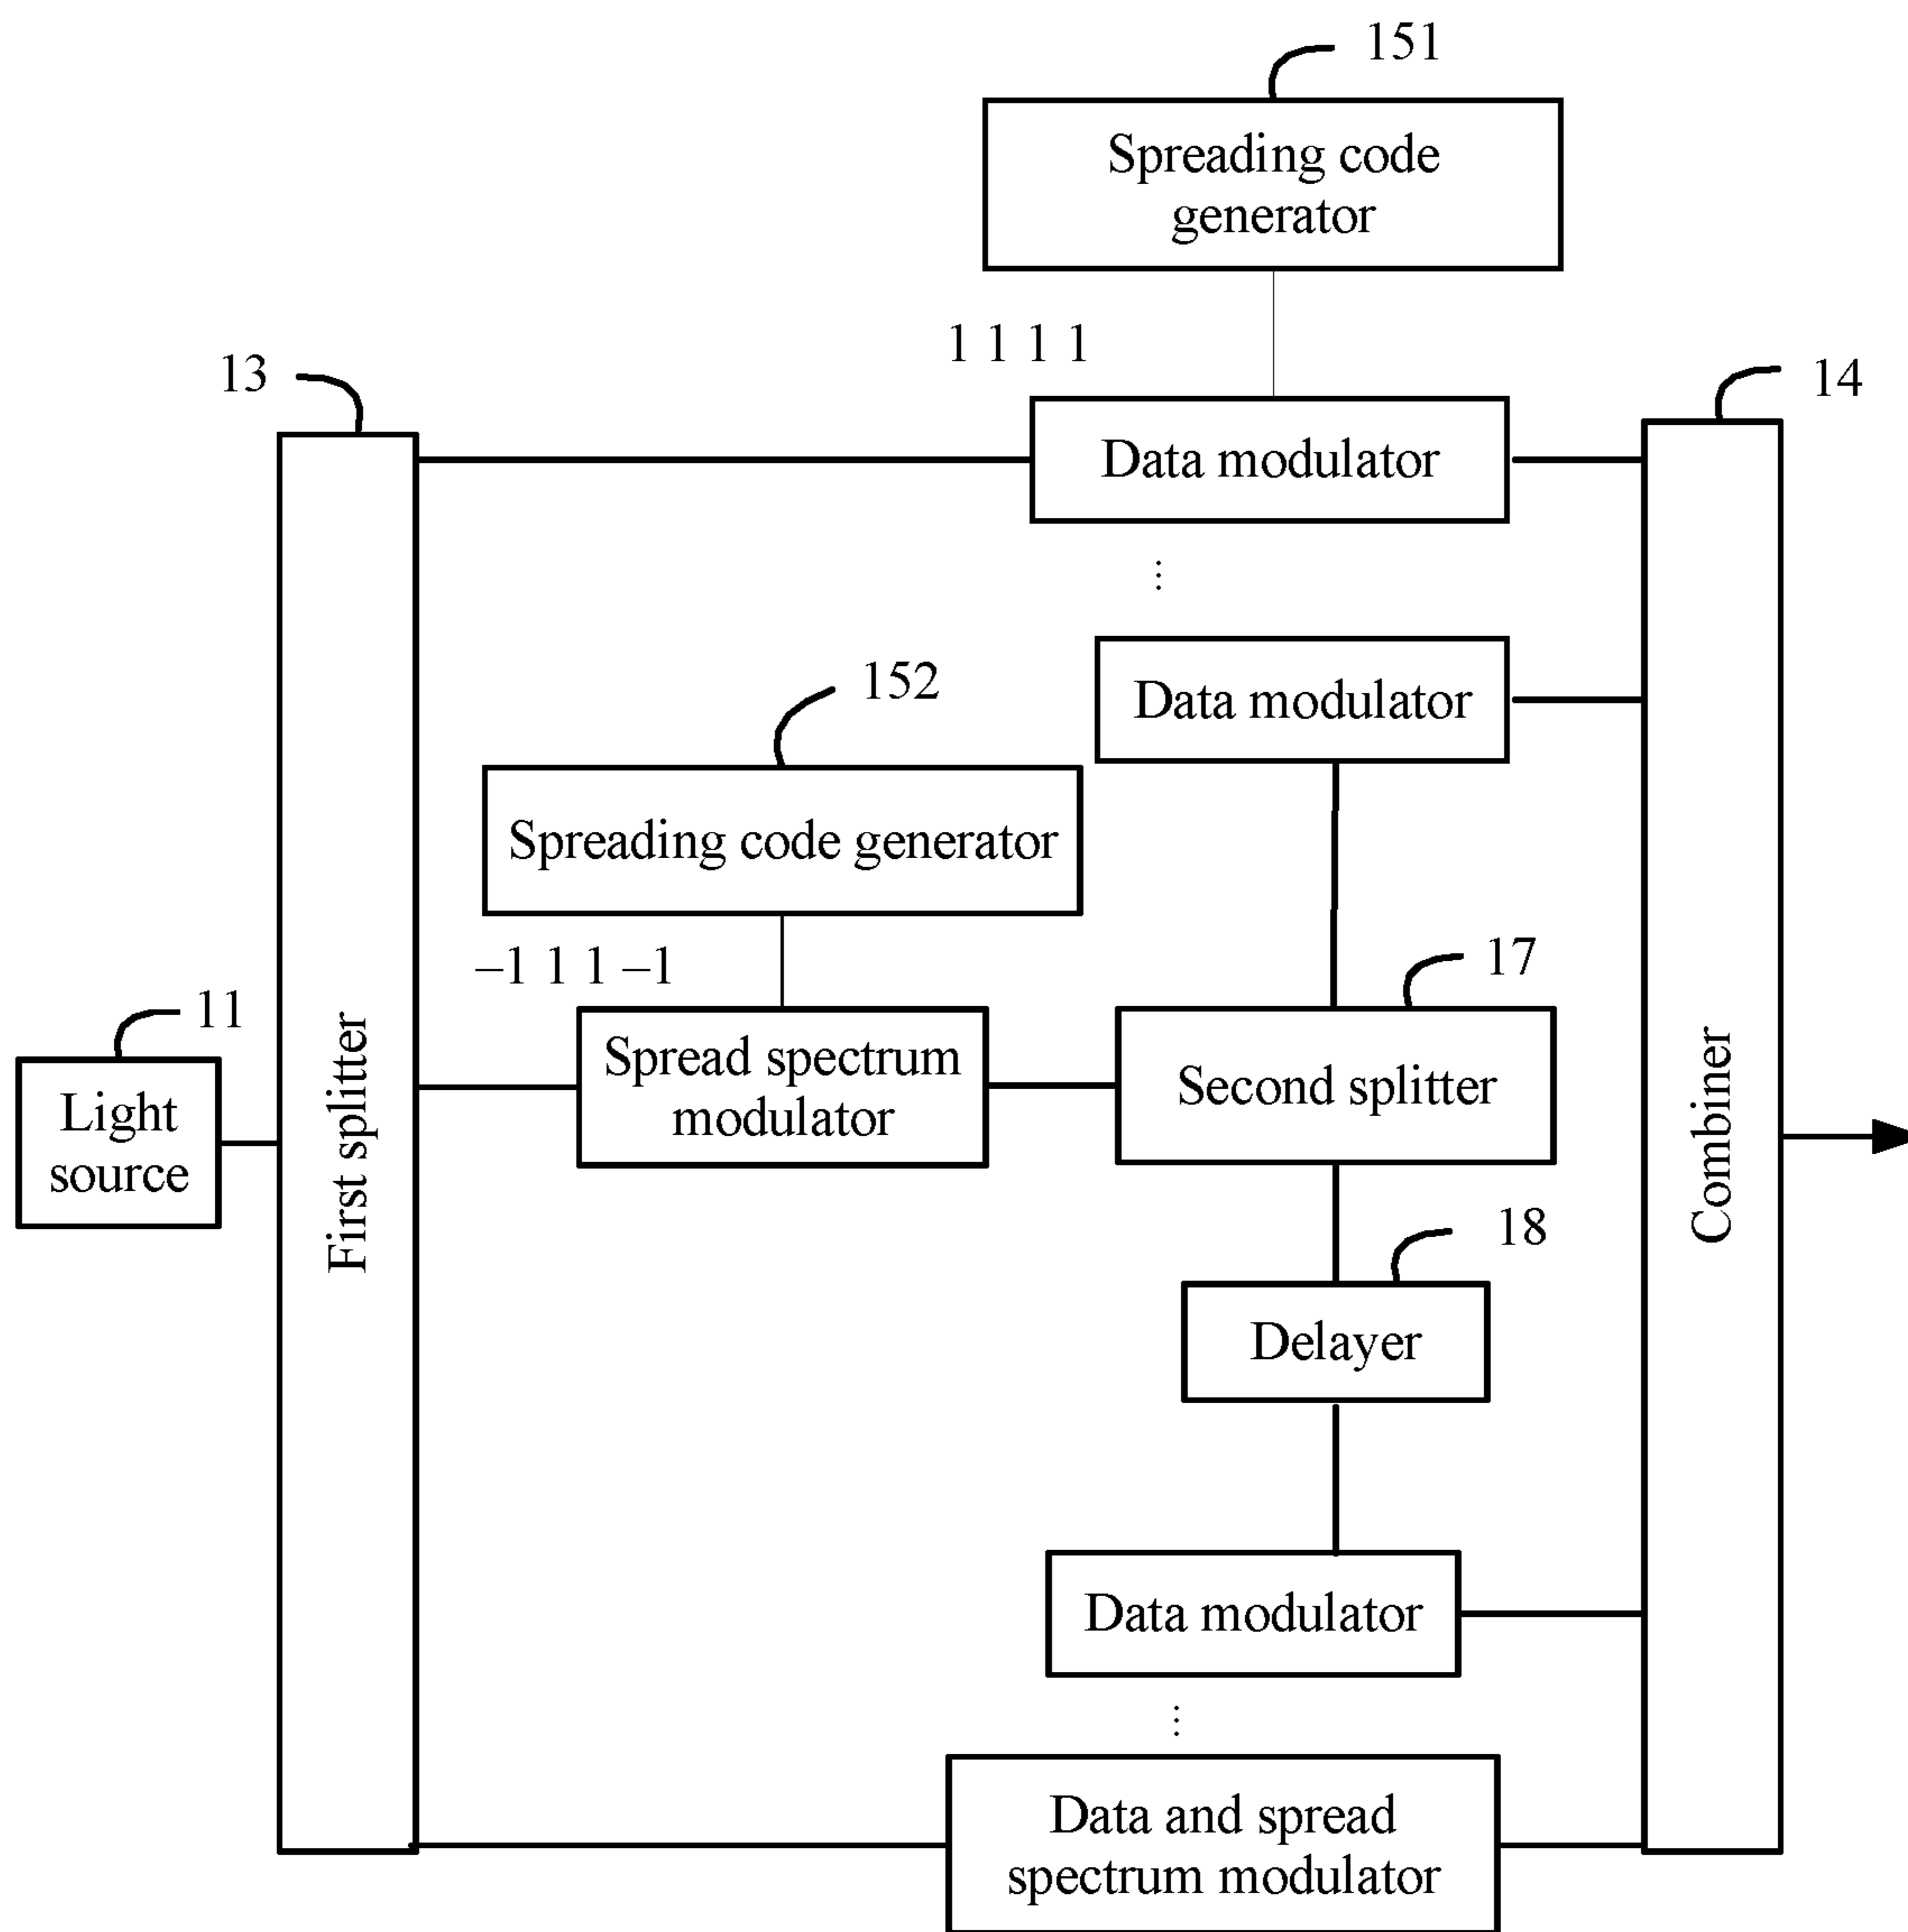 151
Spreading code
generator
1 1 1 1
13
14
Data modulator
⋮
152
Data modulator
Spreading code generator
–1 1 1 –1
17
11
Light
source
First splitter
Spread spectrum
modulator
Second splitter
Combiner
18
Delayer
Data modulator
⋮
Data and spread
spectrum modulator